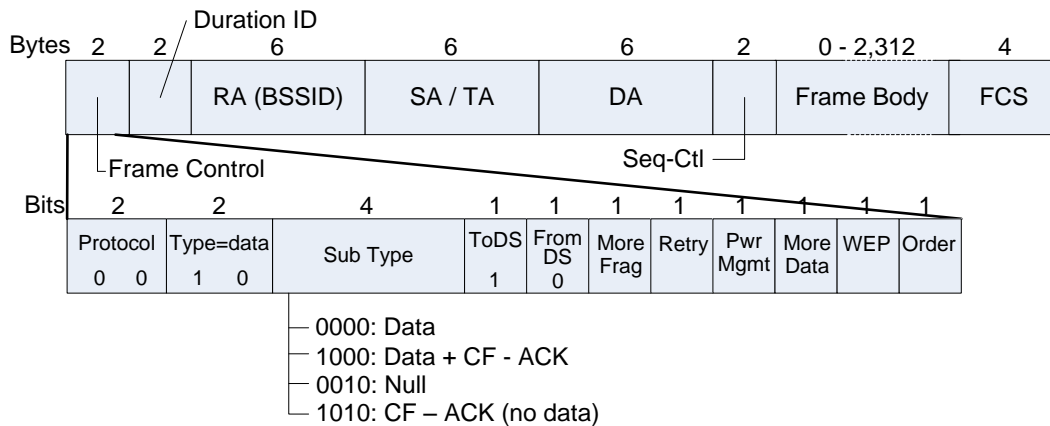 Duration ID
Bytes 2 2 6 6 6 2 0 - 2,312 4
RA (BSSID) SA / TA DA Frame Body FCS
Frame Control Seq-Ctl
Bits 2 2 4 1 1 1 1 1 1 1 1
Protocol Type=data Sub Type ToDS From DS More Frag Retry Pwr Mgmt More Data WEP Order
0 0 1 0 1 0
0000: Data
1000: Data + CF - ACK
0010: Null
1010: CF – ACK (no data)